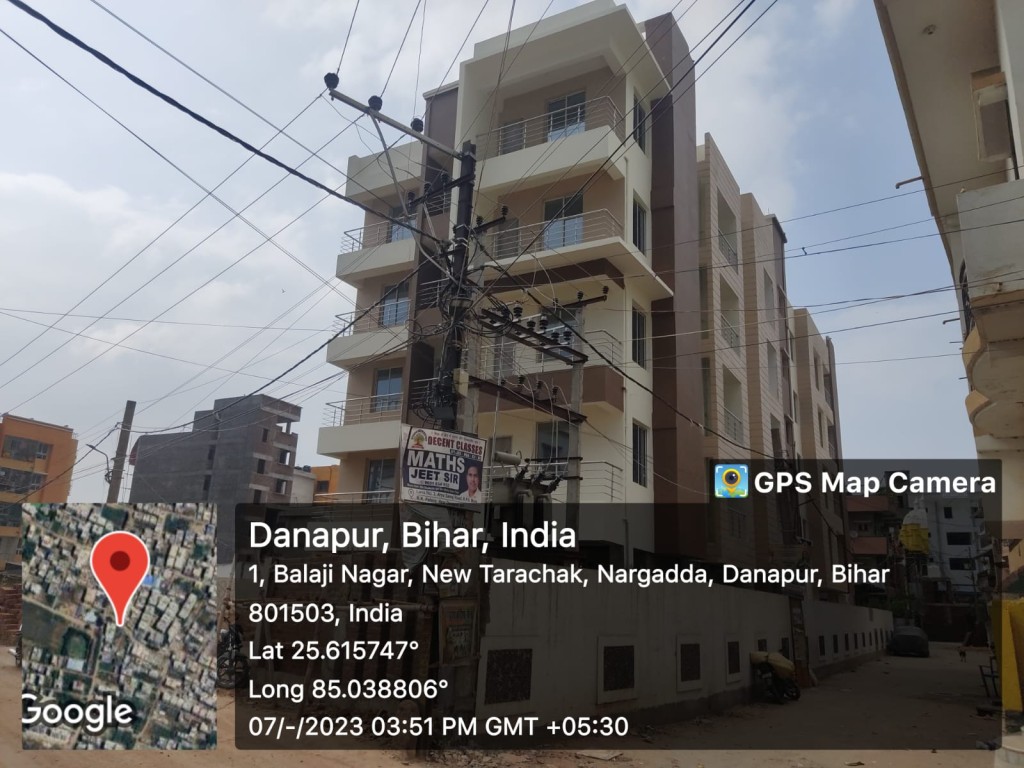 DECENT CLASSES
MATHS
JEET SIR
GPS Map Camera
Danapur, Bihar, India
1, Balaji Nagar, New Tarachak, Nargadda, Danapur, Bihar
801503, India
Lat 25.615747°
Long 85.038806°
07/-/2023 03:51 PM GMT +05:30
Google